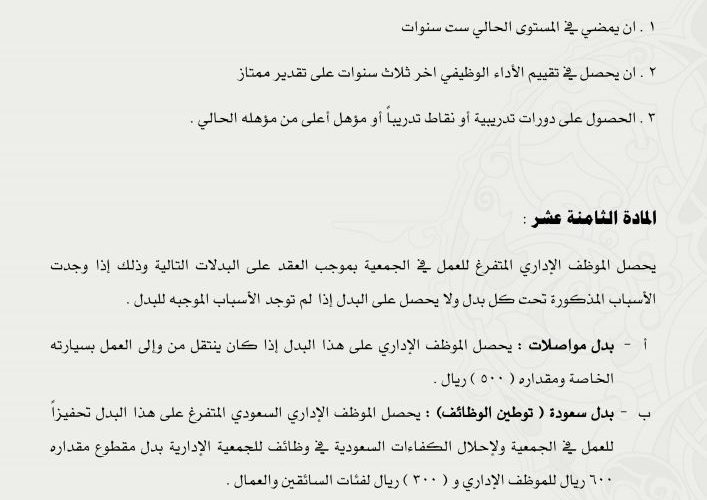 ١ . ان يمضي في المستوى الحالي ست سنوات
٢ . ان يحصل في تقييم الأداء الوظيفي اخر ثلاث سنوات على تقدير ممتاز
٣ . الحصول على دورات تدريبية أو نقاط تدريباً أو مؤهل أعلى من مؤهله الحالي .
المادة الثامنة عشر :
يحصل الموظف الإداري المتفرغ للعمل في الجمعية بموجب العقد على البدلات التالية وذلك إذا وجدت
الأسباب المذكورة تحت كل بدل ولا يحصل على البدل إذا لم توجد الأسباب الموجبه للبدل .
أ - بدل مواصلات : يحصل الموظف الإداري على هذا البدل إذا كان ينتقل من وإلى العمل بسيارته
الخاصة ومقداره ( ٥٠٠ ) ريال .
ب - بدل سعودة ( توطين الوظائف) : يحصل الموظف الإداري السعودي المتفرغ على هذا البدل تحفيزاً
للعمل في الجمعية ولإحلال الكفاءات السعودية في وظائف للجمعية الإدارية بدل مقطوع مقداره
٦٠٠ ريال للموظف الإداري و ( ٣٠٠ ) ريال لفئات السائقين والعمال .